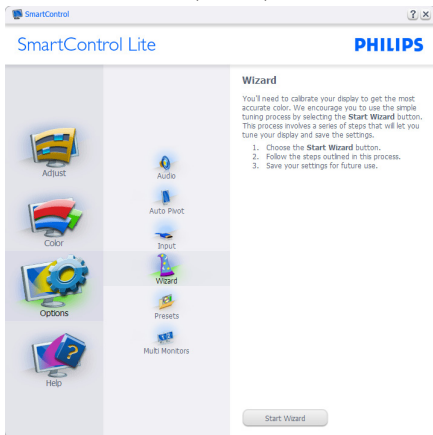 SmartControl
? X
SmartControl Lite
PHILIPS
Adjust
Color
Options
?
Help
Audio
Auto Pivot
Input
Wizard
Presets
Multi Monitors
Wizard
You'll need to calibrate your display to get the most
accurate color. We encourage you to use the simple
tuning process by selecting the Start Wizard button.
This process involves a series of steps that will let you
tune your display and save the settings.
1. Choose the Start Wizard button.
2. Follow the steps outlined in this process.
3. Save your settings for future use.
Start Wizard